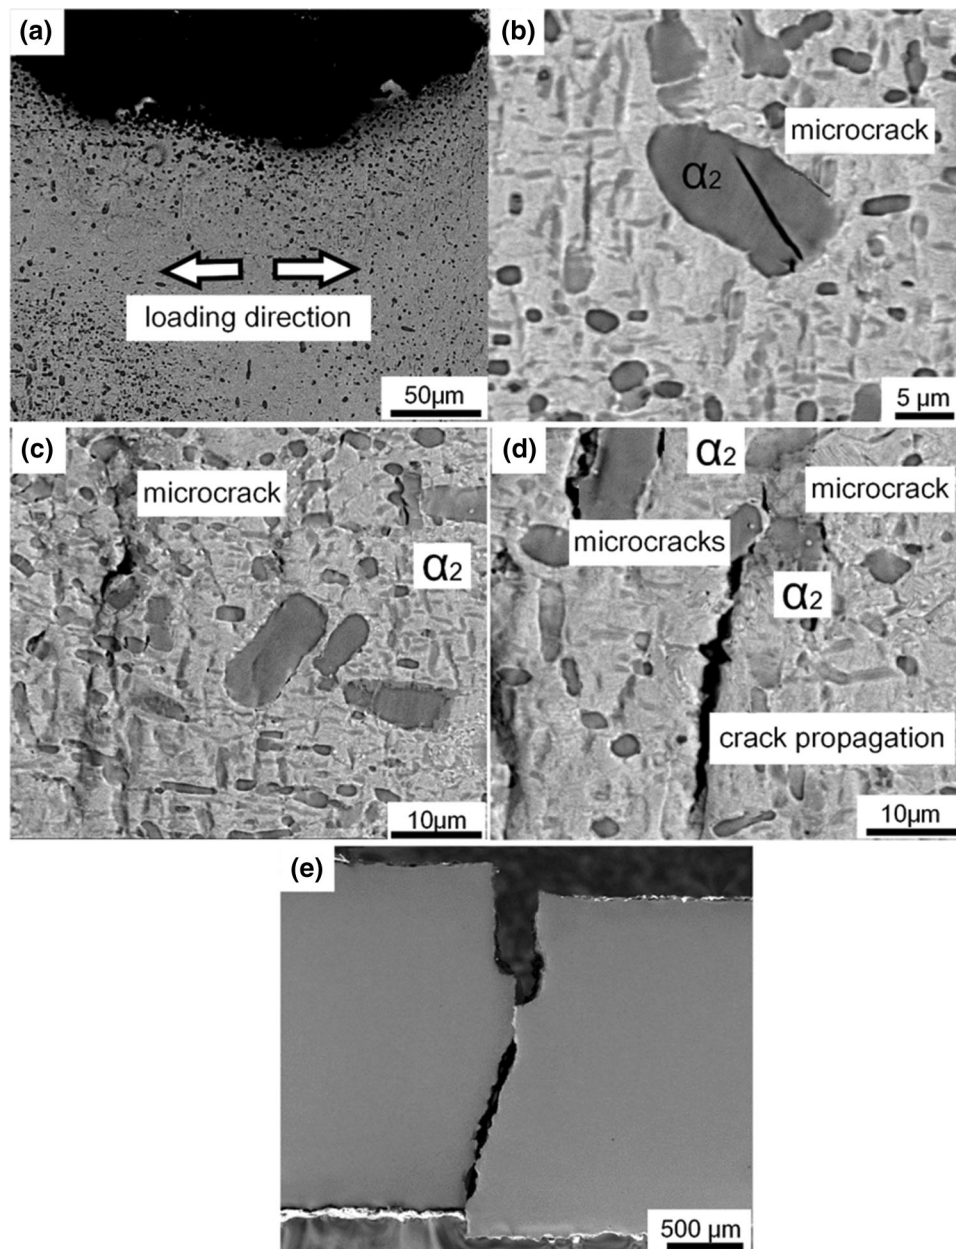 (a)
loading direction
50μm
(b)
microcrack
α2
5 μm
(c)
microcrack
α2
10μm
(d)
α2
microcrack
microcracks
α2
crack propagation
10μm
(e)
500 μm